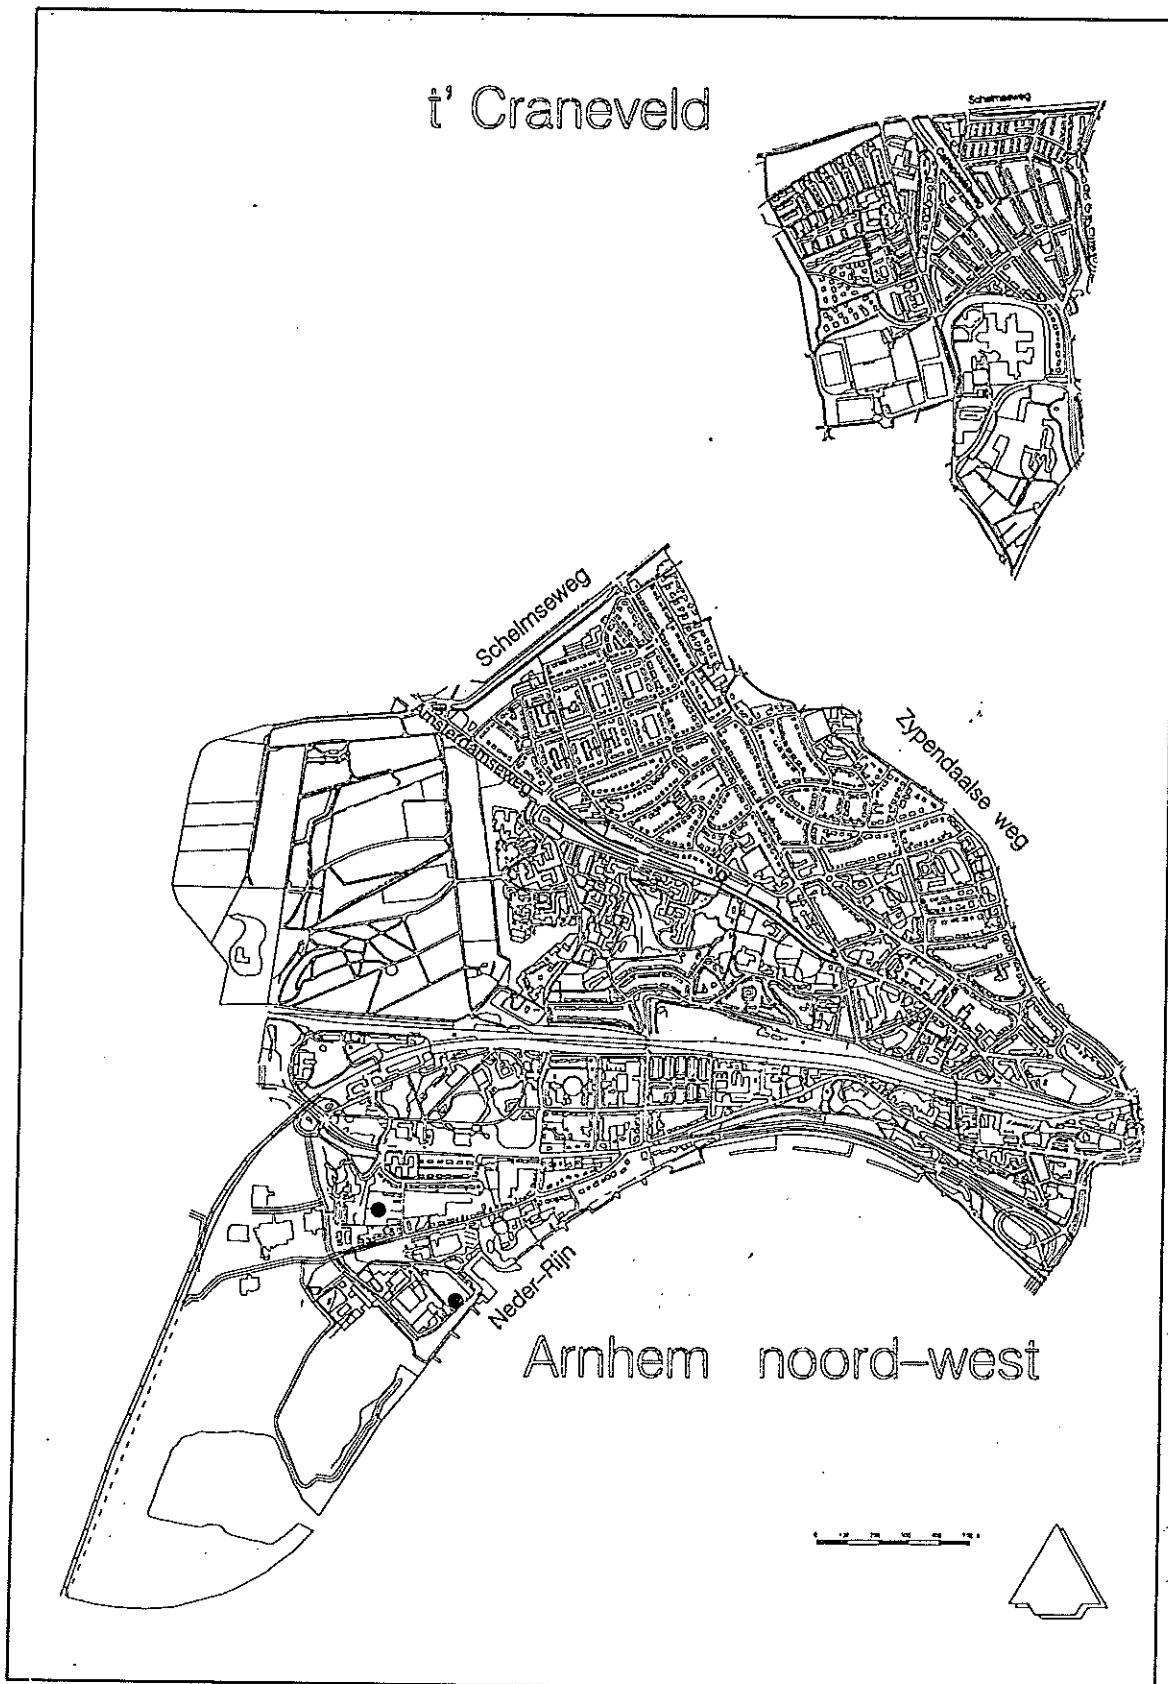 t' Craneveld
Schelmseweg
Schelmseweg
Amsterdamseweg
Zypendaalse weg
Neder-Rijn
Arnhem noord-west